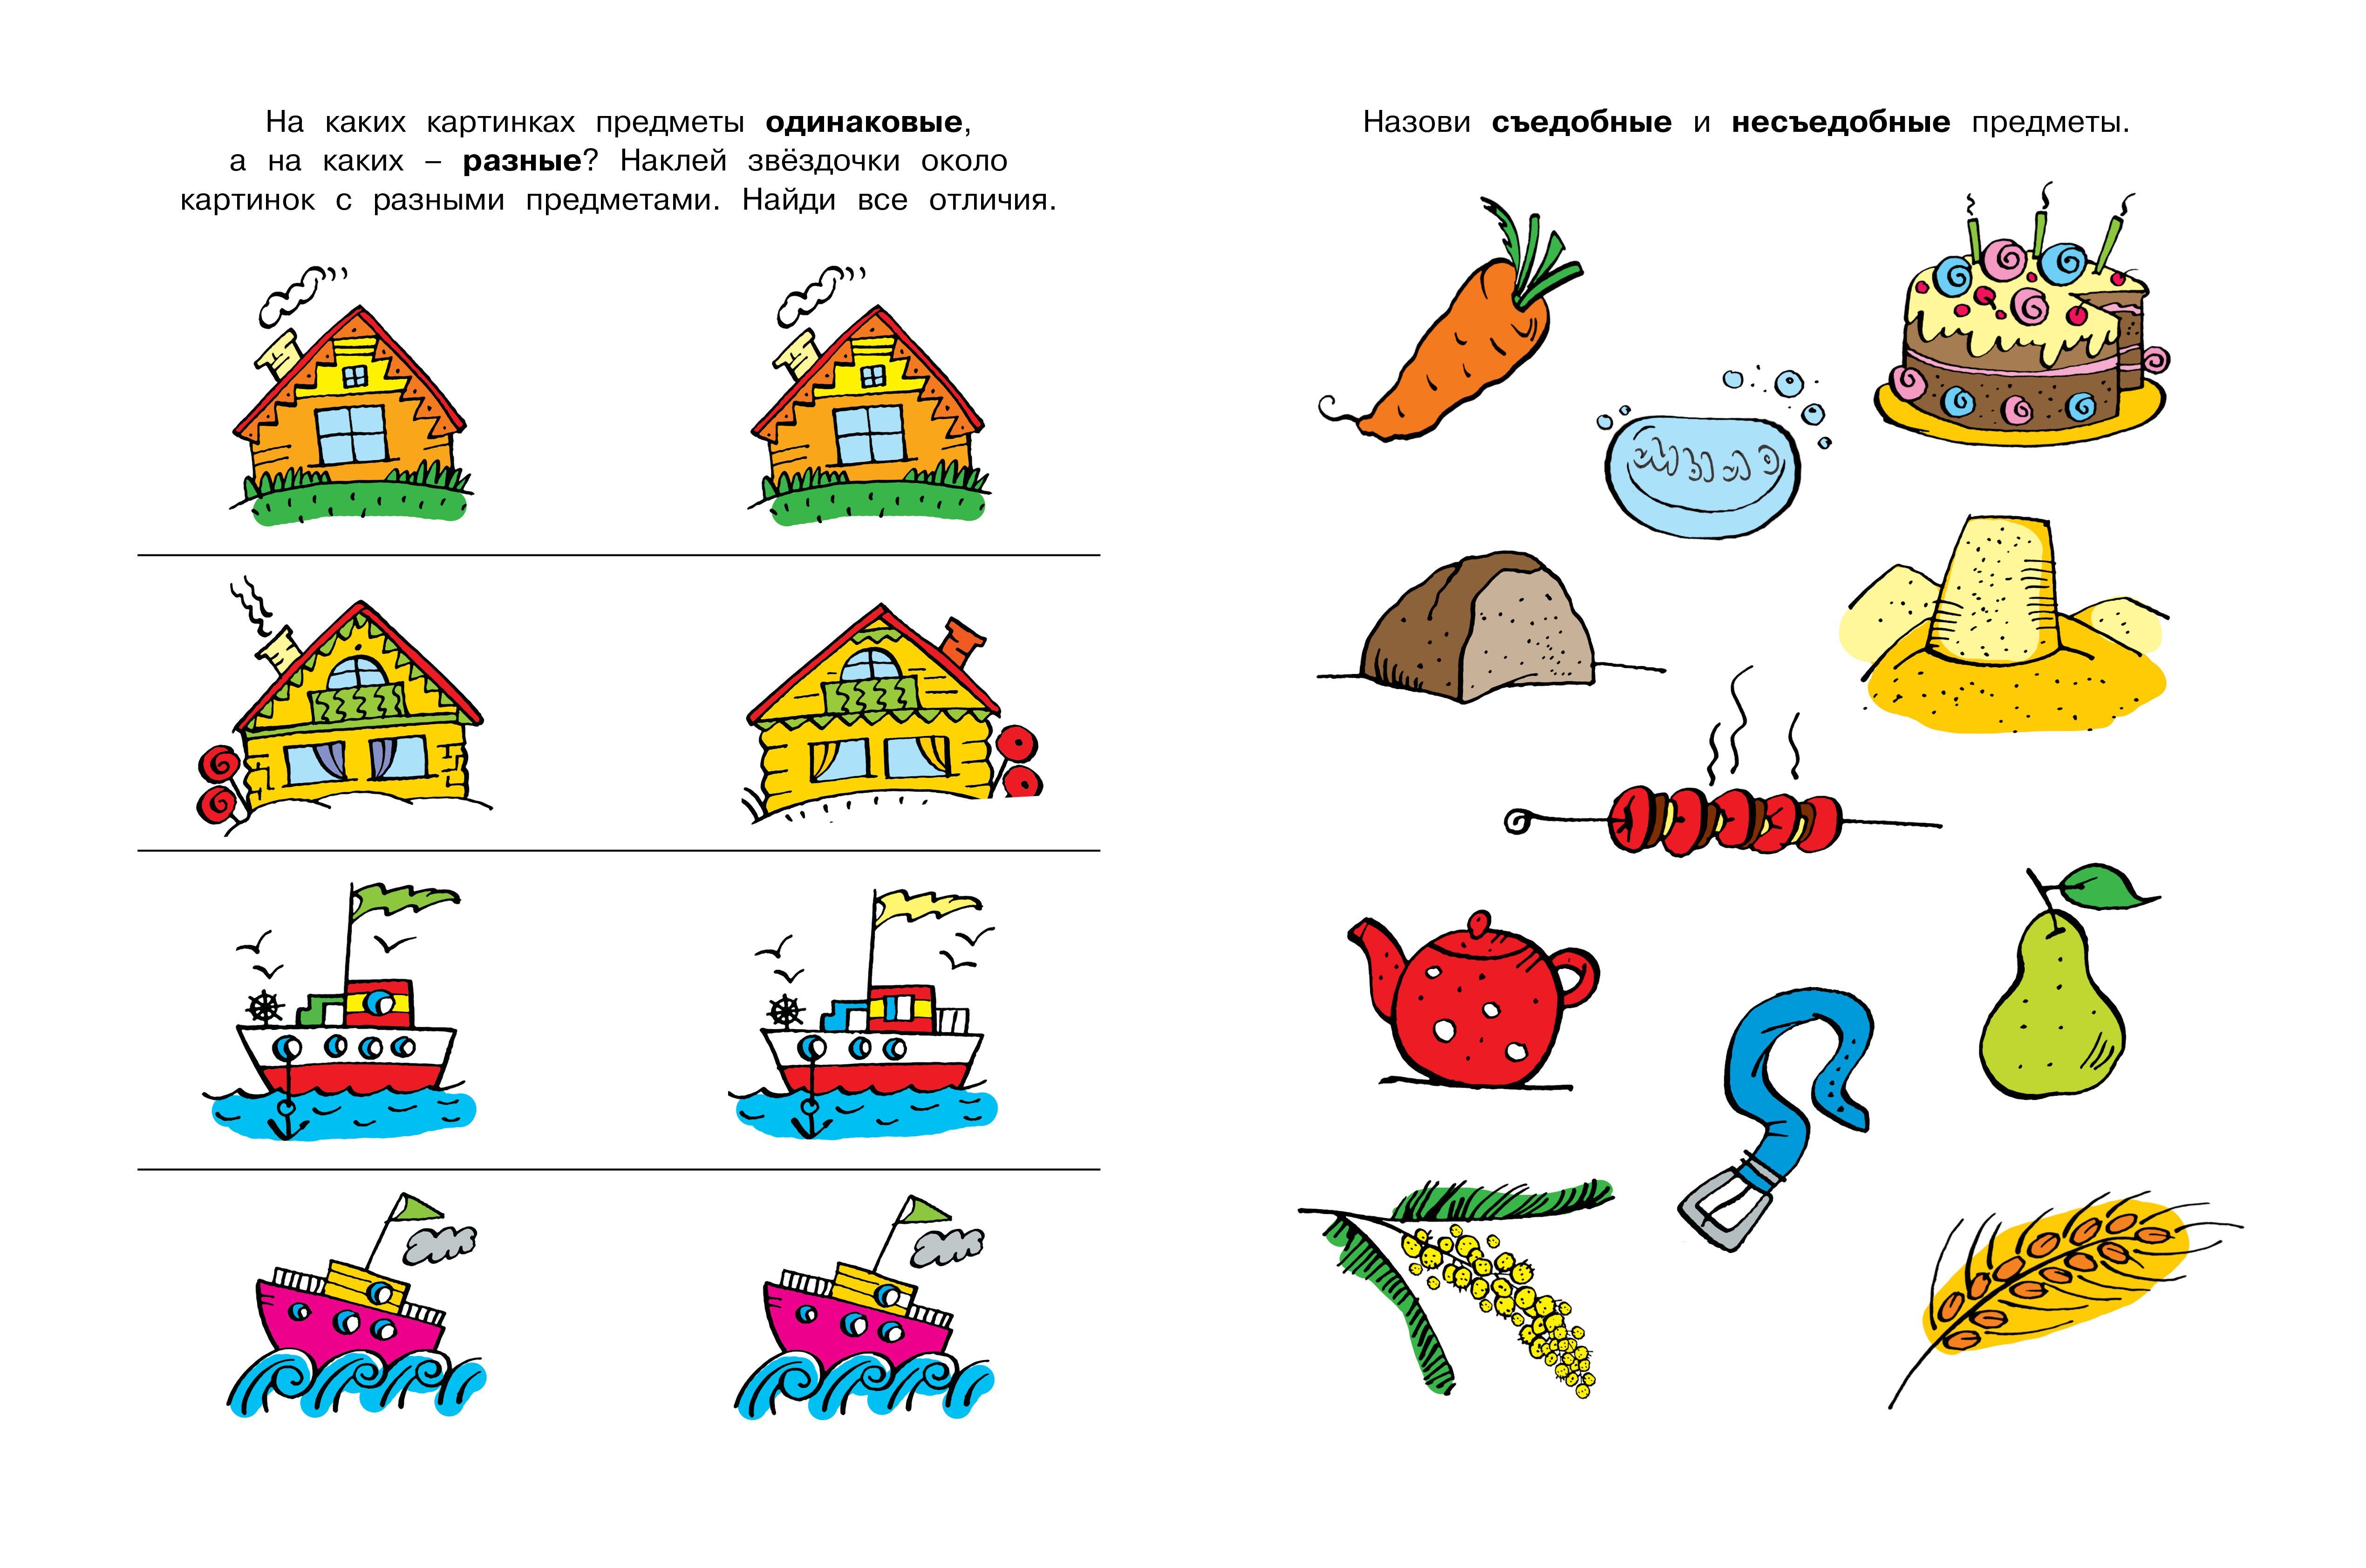 На каких картинках предметы одинаковые,
а на каких – разные? Наклей звёздочки около
картинок с разными предметами. Найди все отличия.
Назови съедобные и несъедобные предметы.